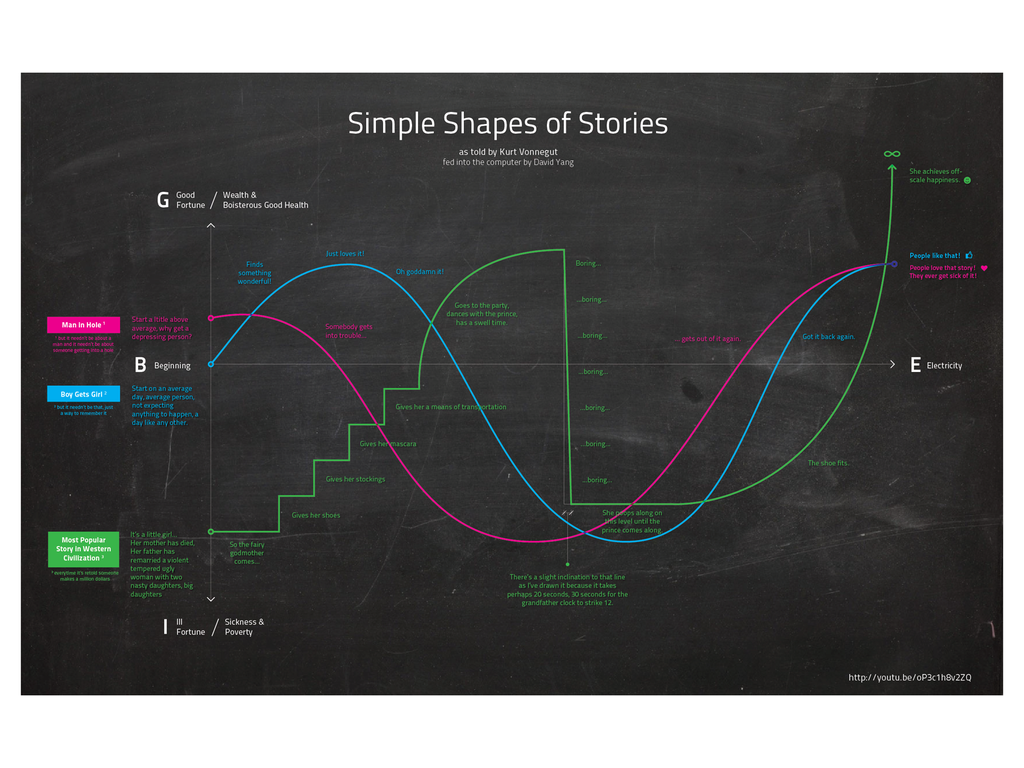 Simple Shapes of Stories
as told by Kurt Vonnegut
fed into the computer by David Yang
∞
She achieves off-
scale happiness.
G
Good
Fortune
/
Wealth &
Boisterous Good Health
Just loves it!
Finds
something
wonderful!
Oh goddamn it!
People like that!
People love that story!
They ever get sick of it!
Boring...
...boring...
...boring...
...boring...
...boring...
...boring...
...boring...
Goes to the party,
dances with the prince,
has a swell time
Man in Hole ¹
¹ but it needn't be about a
man and it needn't be about
someone getting into a hole
Start a little above
average, why get a
depressing person?
Somebody gets
into trouble...
... gets out of it again.
Got it back again.
B
Beginning
E
Electricity
Boy Gets Girl ²
² but it needn't be that, just
a way to remember it
Start on an average
day, average person,
not expecting
anything to happen, a
day like any other.
Gives her a means of transportation
Gives her mascara
Gives her stockings
Gives her shoes
The shoe fits..
She poops along on
this level until the
prince comes along.
Most Popular
Story in Western
Civilization ³
³ everytime it's retold someone
makes a million dollars
It's a little girl...
Her mother has died,
Her father has
remarried a violent
tempered ugly
woman with two
nasty daughters, big
daughters
So the fairy
godmother
comes...
There's a slight inclination to that line
as I've drawn it because it takes
perhaps 20 seconds, 30 seconds for the
grandfather clock to strike 12.
I
Ill
Fortune
/
Sickness &
Poverty
http://youtu.be/oP3c1h8v2ZQ